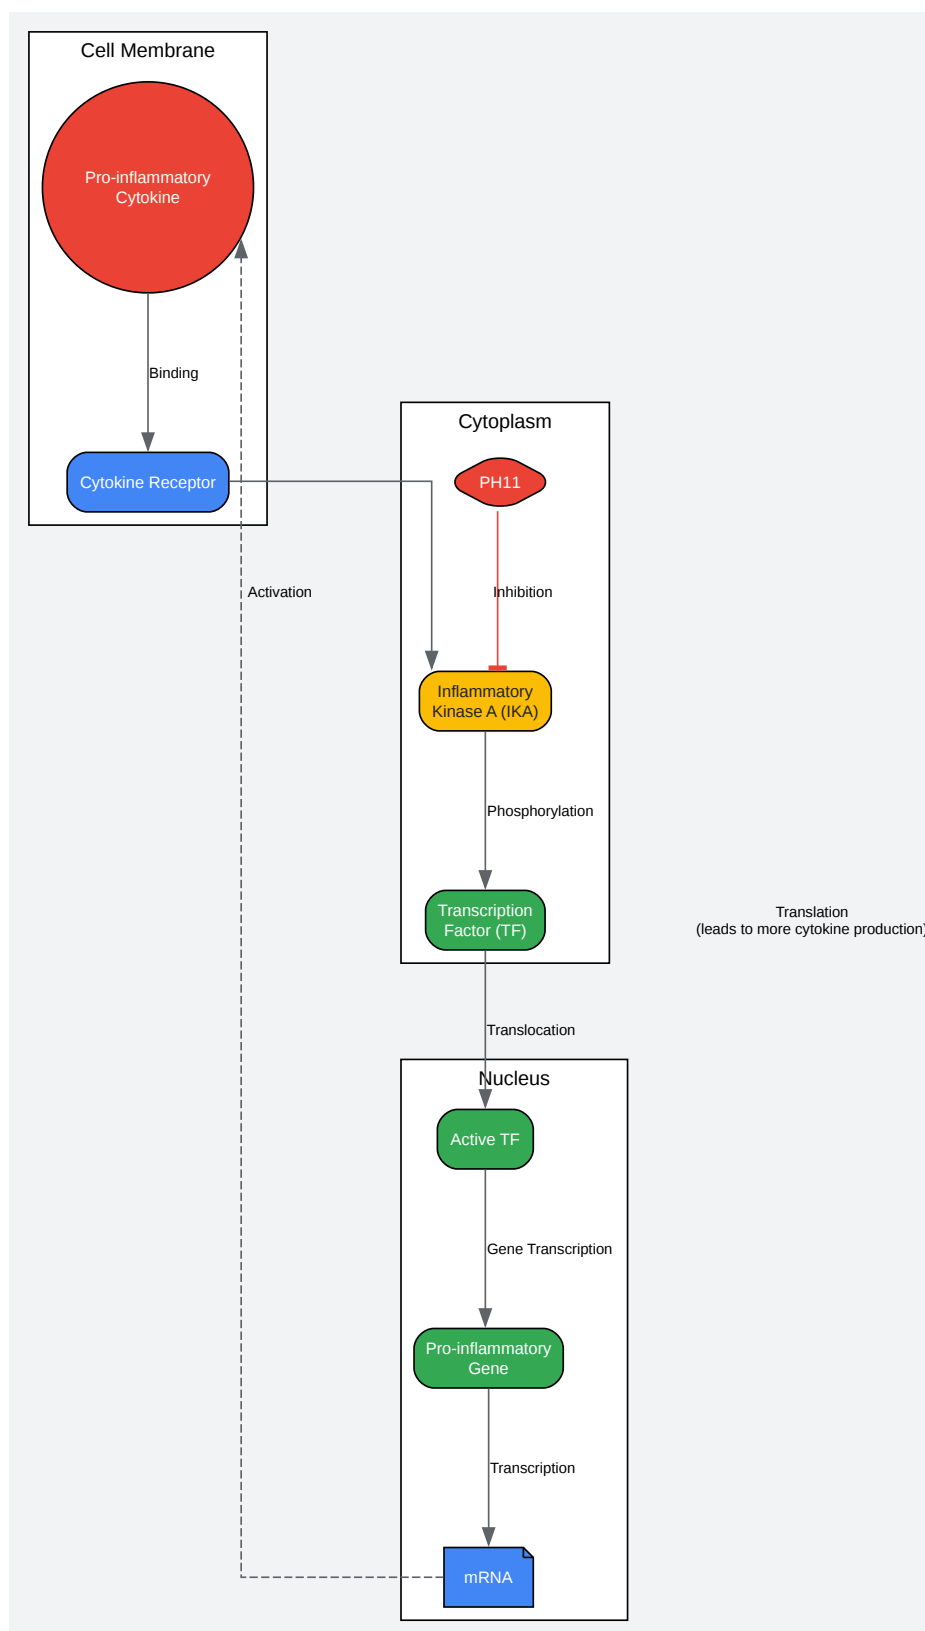 Cell Membrane
Pro-inflammatory
Cytokine
Binding
Cytokine Receptor
Cytoplasm
PH11
Activation
Inhibition
Inflammatory
Kinase A (IKA)
Phosphorylation
Transcription
Factor (TF)
Translation
(leads to more cytokine production)
Translocation
Nucleus
Active TF
Gene Transcription
Pro-inflammatory
Gene
Transcription
mRNA